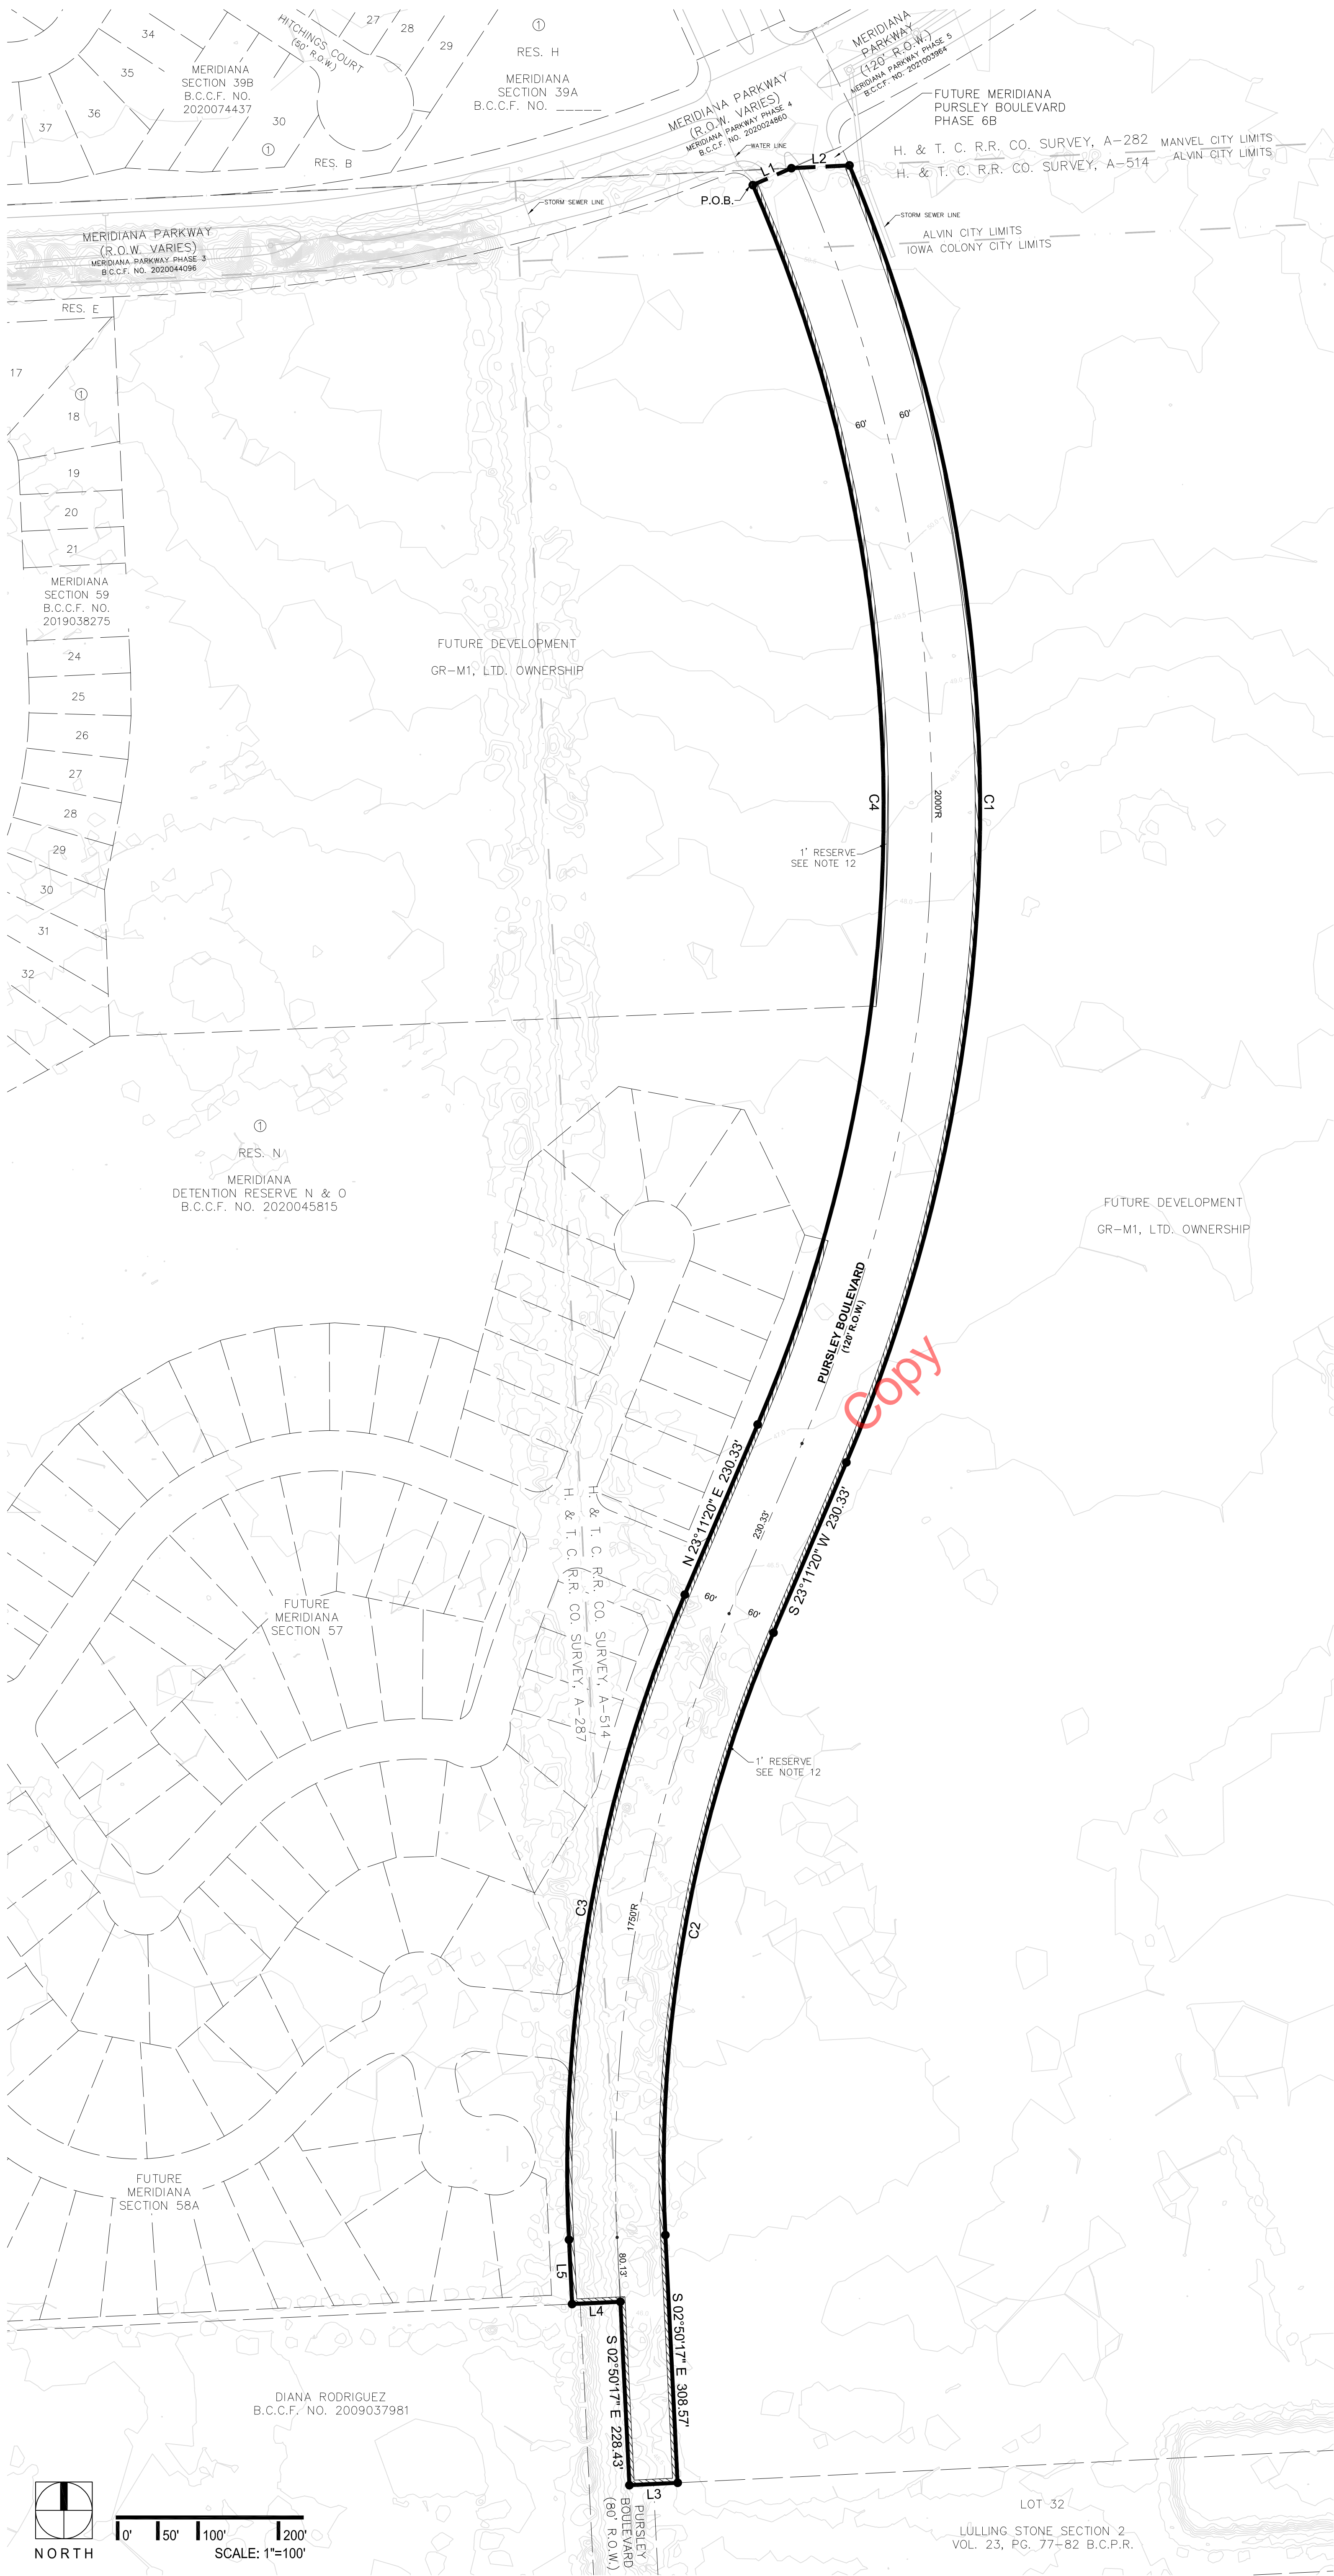 34
35
36
37
HITCHINGS COURT
(50' R.O.W.)
27
28
29
30
①
①
RES. H
MERIDIANA
SECTION 39A
B.C.C.F. NO. _____
MERIDIANA
SECTION 39B
B.C.C.F. NO.
2020074437
RES. B
MERIDIANA PARKWAY
(R.O.W. VARIES)
MERIDIANA PARKWAY PHASE 4
B.C.C.F. NO. 2020024860
MERIDIANA
PARKWAY
(120' R.O.W.)
MERIDIANA PARKWAY PHASE 5
B.C.C.F. NO. 2021003964
FUTURE MERIDIANA
PURSLEY BOULEVARD
PHASE 6B
H. & T. C. R.R. CO. SURVEY, A-282
MANVEL CITY LIMITS
H. & T. C. R.R. CO. SURVEY, A-514
ALVIN CITY LIMITS
WATER LINE
L1
L2
P.O.B.
STORM SEWER LINE
STORM SEWER LINE
ALVIN CITY LIMITS
IOWA COLONY CITY LIMITS
MERIDIANA PARKWAY
(R.O.W. VARIES)
MERIDIANA PARKWAY PHASE 3
B.C.C.F. NO. 2020044096
RES. E
17
①
18
19
20
21
MERIDIANA
SECTION 59
B.C.C.F. NO.
2019038275
24
25
26
27
28
29
30
31
32
60'
60'
FUTURE DEVELOPMENT
GR-M1, LTD. OWNERSHIP
C4
2000'R
C1
1' RESERVE
SEE NOTE 12
①
RES. N
MERIDIANA
DETENTION RESERVE N & O
B.C.C.F. NO. 2020045815
FUTURE DEVELOPMENT
GR-M1, LTD. OWNERSHIP
PURSLEY BOULEVARD
(120' R.O.W.)
Copy
N 23°11'20" E 230.33'
230.33'
S 23°11'20" W 230.33'
60'
60'
H. & T. C. R.R. CO. SURVEY, A-514
H. & T. C. R.R. CO. SURVEY, A-287
FUTURE
MERIDIANA
SECTION 57
1' RESERVE
SEE NOTE 12
C3
1750'R
C2
FUTURE
MERIDIANA
SECTION 58A
L5
80.13'
L4
S 02°50'17" E 308.57'
S 02°50'17" E 228.43'
L3
DIANA RODRIGUEZ
B.C.C.F. NO. 2009037981
PURSLEY
BOULEVARD
(80' R.O.W.)
LOT 32
LULLING STONE SECTION 2
VOL. 23, PG. 77-82 B.C.P.R.
NORTH
0' 50' 100' 200'
SCALE: 1"=100'